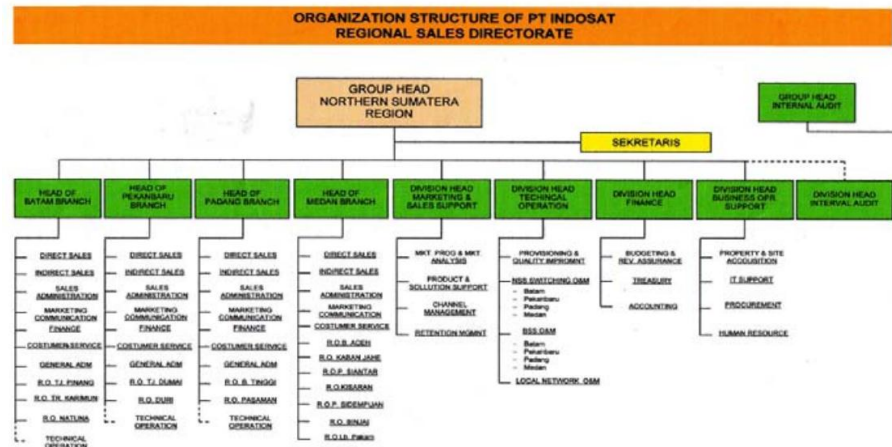 ORGANIZATION STRUCTURE OF PT INDOSAT
REGIONAL SALES DIRECTORATE
GROUP HEAD
NORTHERN SUMATERA
REGION
GROUP HEAD
INTERNAL AUDIT
SEKRETARIS
HEAD OF
BATAM BRANCH
HEAD OF
PEKANBARU
BRANCH
HEAD OF
PADANG BRANCH
HEAD OF
MEDAN BRANCH
DIVISION HEAD
MARKETING &
SALES SUPPORT
DIVISION HEAD
TECHINCAL
OPERATION
DIVISION HEAD
FINANCE
DIVISION HEAD
BUSINESS OFR.
SUPPORT
DIVISION HEAD
INTERVAL AUDIT
DIRECT SALES
INDIRECT SALES
SALES
ADMINISTRATION
MARKETING
COMMUNICATION
FINANCE
COSTUMER SERVICE
GENERAL ADM
R.O. TJ. PINANG
R.O. TR. KARIMUN
R.O. NATUNA
TECHNICAL
OPERATION
DIRECT SALES
INDIRECT SALES
SALES
ADMINISTRATION
MARKETING
COMMUNICATION
FINANCE
COSTUMER SERVICE
GENERAL ADM
R.O. TJ. DUMAI
R.O. DURI
TECHNICAL
OPERATION
DIRECT SALES
INDIRECT SALES
SALES
ADMINISTRATION
MARKETING
COMMUNICATION
FINANCE
COSTUMER SERVICE
GENERAL ADM
R.O. B. TINGGI
R.O. PASAMAN
TECHNICAL
OPERATION
DIRECT SALES
INDIRECT SALES
SALES
ADMINISTRATION
MARKETING
COMMUNICATION
COSTUMER SERVICE
R.O.B. ACEH
R.O. KABAN JAHE
R.O.P. SIANTAR
R.O.KISARAN
R.O.P. SIDEMPUAN
R.O. BINJAI
R.O.Lb. Pakam
MKT. PROG & MKT.
ANALYSIS
PRODUCT &
SOLLUTION SUPPORT
CHANNEL
MANAGEMENT
RETENTION MGMNT
PROVISIONING &
QUALITY IMPROMNT
NSS SWITCHING O&M
- Batam
- Pekanbaru
- Padang
- Medan
BSS O&M
- Batam
- Pekanbaru
- Padang
- Medan
LOCAL NETWORK O&M
BUDGETING &
REV. ASSURANCE
TREASURY
ACCOUNTING
PROPERTY & SITE
ACCOUSITION
IT SUPPORT
PROCUREMENT
HUMAN RESOURCE